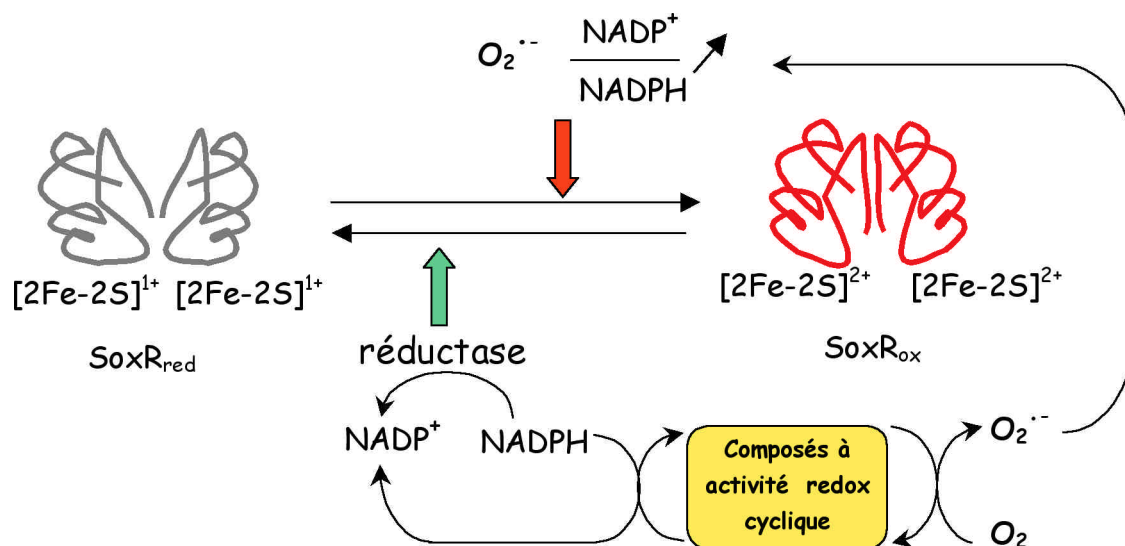 O₂˙⁻ NADP⁺
NADPH
[2Fe-2S]¹⁺ [2Fe-2S]¹⁺
[2Fe-2S]²⁺ [2Fe-2S]²⁺
SoxRred
SoxRox
réductase
NADP⁺ NADPH
O₂˙⁻
Composés à
activité redox
cyclique
O₂